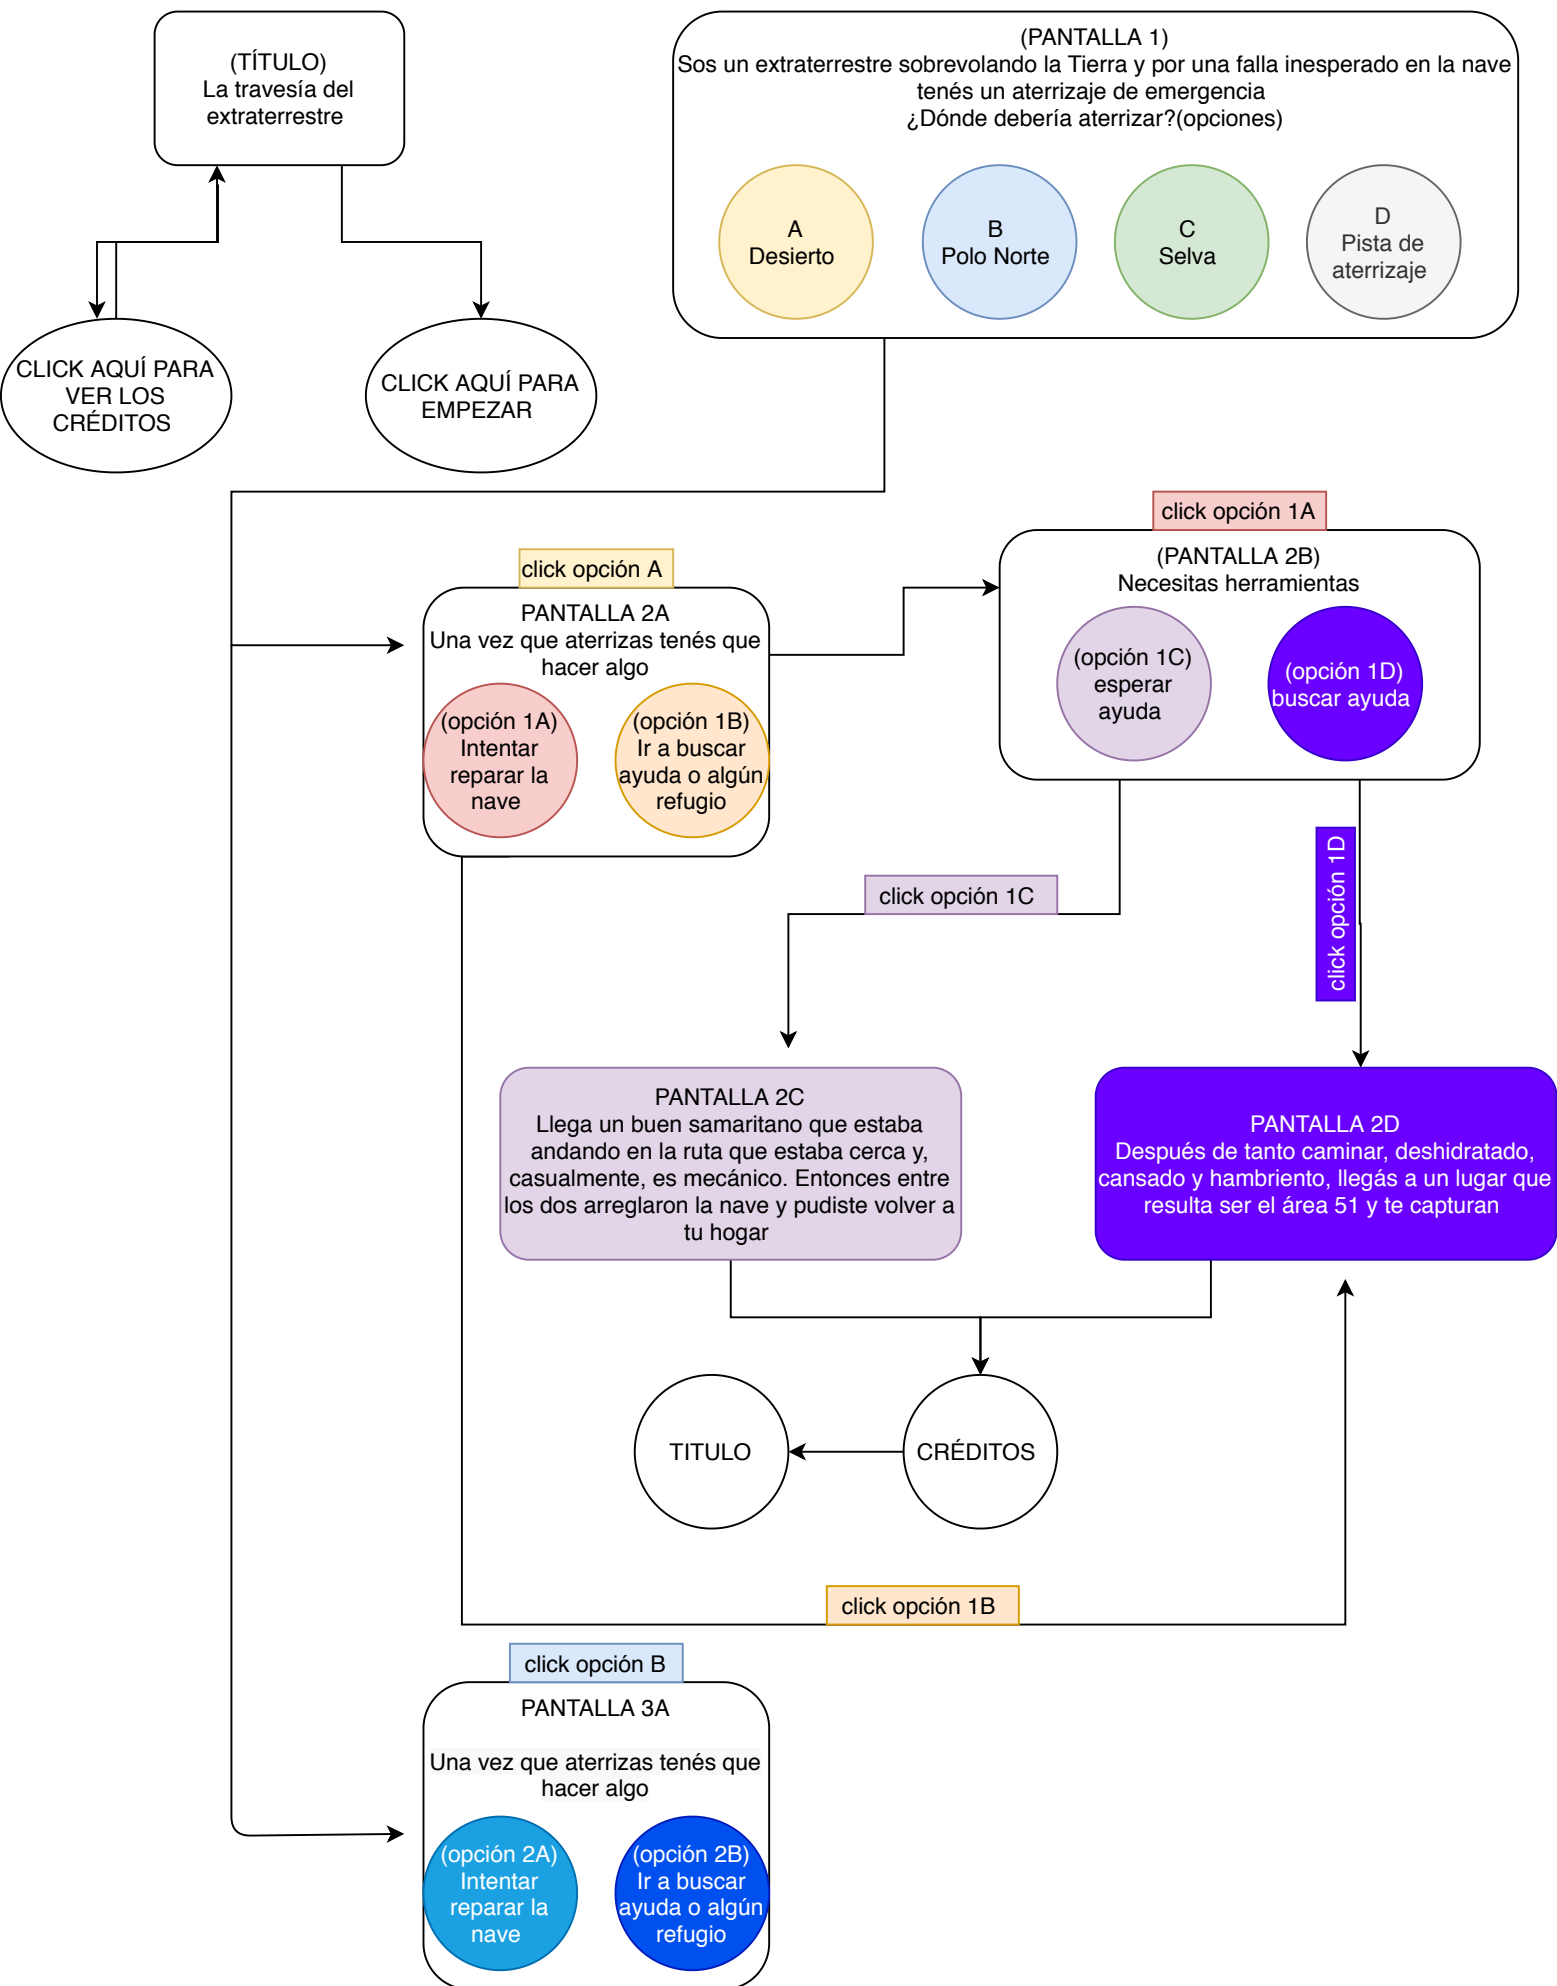 (TÍTULO)
La travesía del
extraterrestre
(PANTALLA 1)
Sos un extraterrestre sobrevolando la Tierra y por una falla inesperado en la nave
tenés un aterrizaje de emergencia
¿Dónde debería aterrizar?(opciones)
A
Desierto
B
Polo Norte
C
Selva
D
Pista de
aterrizaje
CLICK AQUÍ PARA
VER LOS
CRÉDITOS
CLICK AQUÍ PARA
EMPEZAR
click opción A
PANTALLA 2A
Una vez que aterrizas tenés que
hacer algo
(opción 1A)
Intentar
reparar la
nave
(opción 1B)
Ir a buscar
ayuda o algún
refugio
click opción 1A
(PANTALLA 2B)
Necesitas herramientas
(opción 1C)
esperar
ayuda
(opción 1D)
buscar ayuda
click opción 1C
click opción 1D
PANTALLA 2C
Llega un buen samaritano que estaba
andando en la ruta que estaba cerca y,
casualmente, es mecánico. Entonces entre
los dos arreglaron la nave y pudiste volver a
tu hogar
PANTALLA 2D
Después de tanto caminar, deshidratado,
cansado y hambriento, llegás a un lugar que
resulta ser el área 51 y te capturan
TITULO
CRÉDITOS
click opción 1B
click opción B
PANTALLA 3A
Una vez que aterrizas tenés que
hacer algo
(opción 2A)
Intentar
reparar la
nave
(opción 2B)
Ir a buscar
ayuda o algún
refugio